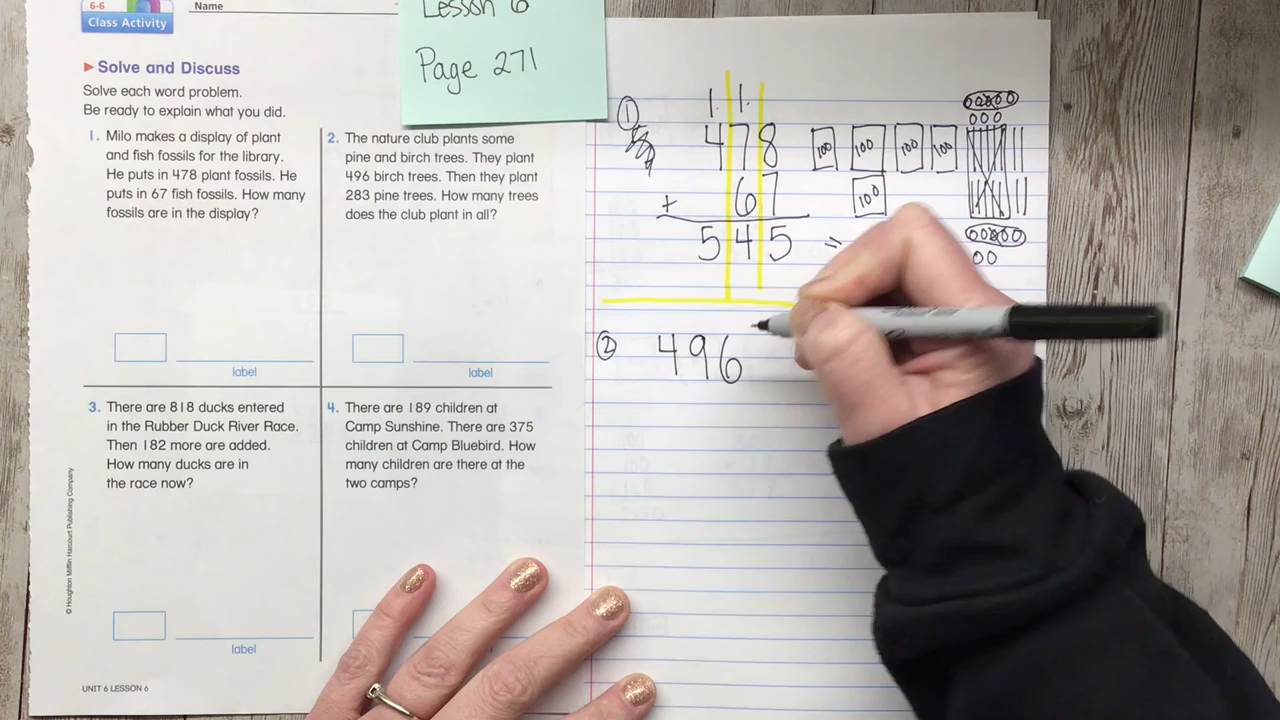 6-6
Class Activity
Name
Lesson 6
Page 271
▶ Solve and Discuss
Solve each word problem.
Be ready to explain what you did.
1. Milo makes a display of plant
and fish fossils for the library.
He puts in 478 plant fossils. He
puts in 67 fish fossils. How many
fossils are in the display?
label
2. The nature club plants some
pine and birch trees. They plant
496 birch trees. Then they plant
283 pine trees. How many trees
does the club plant in all?
label
3. There are 818 ducks entered
in the Rubber Duck River Race.
Then 182 more are added.
How many ducks are in
the race now?
label
4. There are 189 children at
Camp Sunshine. There are 375
children at Camp Bluebird. How
many children are there at the
two camps?
© Houghton Mifflin Harcourt Publishing Company
UNIT 6 LESSON 6
1
1 1
478
+ 67
545 =
100 100 100 100
100
2 496